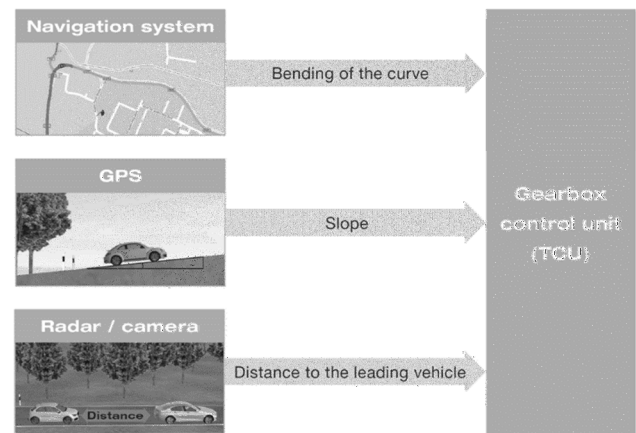 Navigation system
Bending of the curve
GPS
Slope
Gearbox
control unit
(TCU)
Radar / camera
Distance to the leading vehicle
Distance